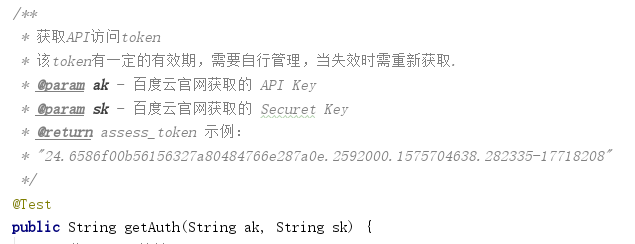 /**
* 获取API访问token
* 该token有一定的有效期，需要自行管理，当失效时需重新获取.
* @param ak - 百度云官网获取的 API Key
* @param sk - 百度云官网获取的 Securet Key
* @return assess_token 示例：
* "24.6586f00b56156327a80484766e287a0e.2592000.1575704638.282335-17718208"
*/
@Test
public String getAuth(String ak, String sk) {